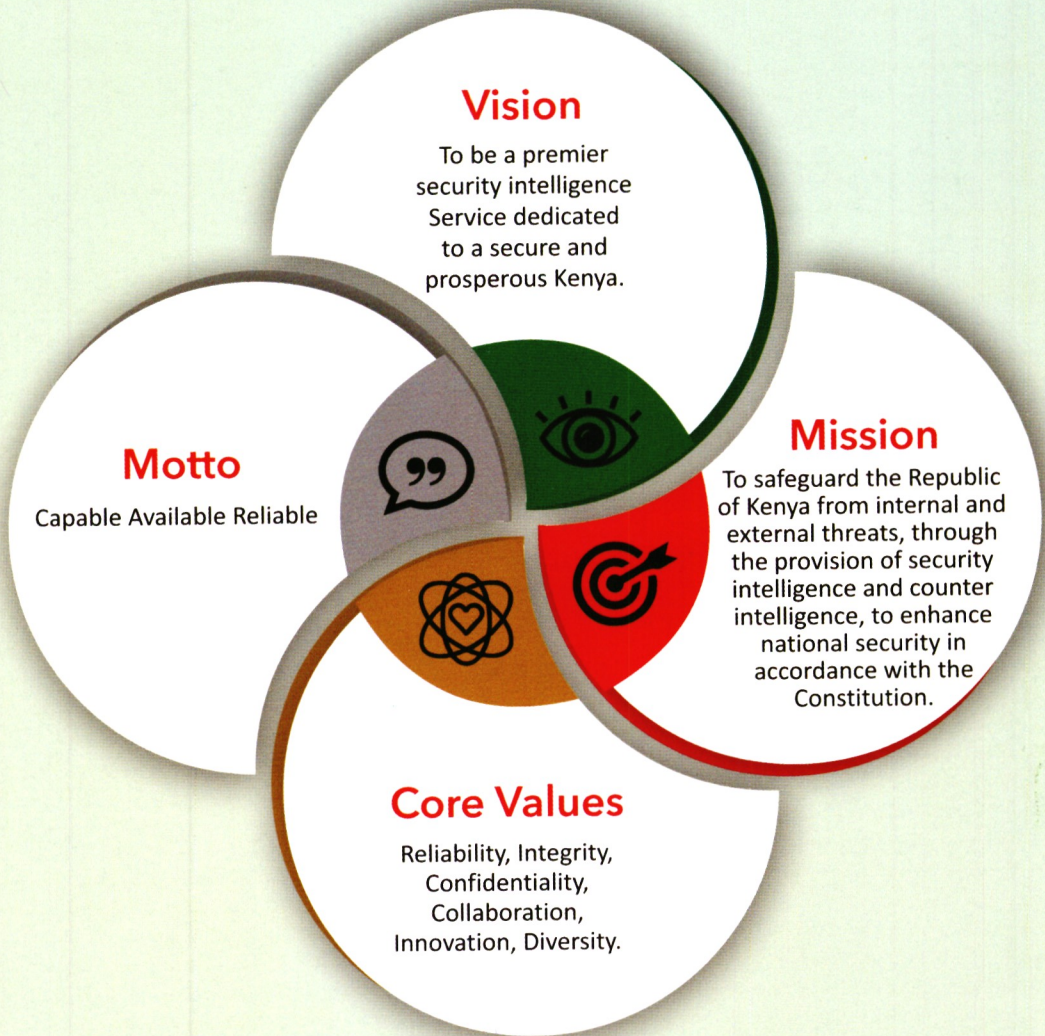 Vision
To be a premier
security intelligence
Service dedicated
to a secure and
prosperous Kenya.
Motto
Capable Available Reliable
Mission
To safeguard the Republic
of Kenya from internal and
external threats, through
the provision of security
intelligence and counter
intelligence, to enhance
national security in
accordance with the
Constitution.
Core Values
Reliability, Integrity,
Confidentiality,
Collaboration,
Innovation, Diversity.